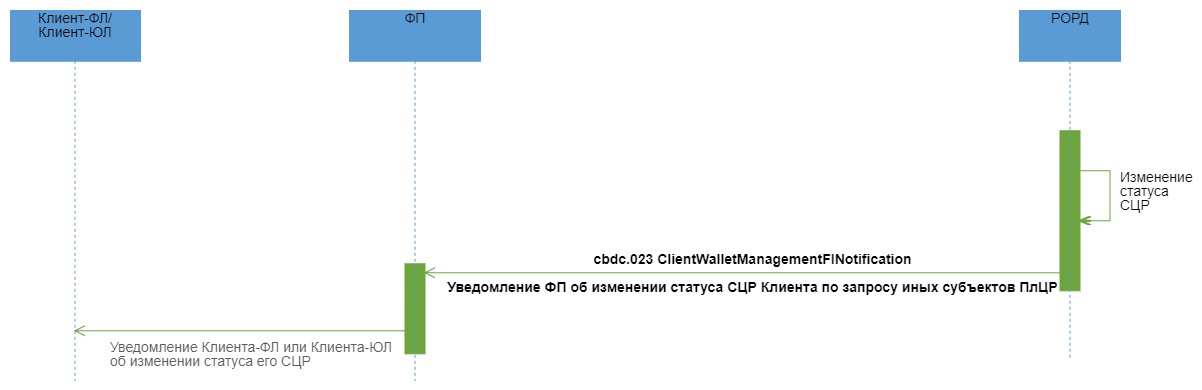 Клиент-ФЛ/
Клиент-ЮЛ
ФП
РОРД
Изменение
статуса
СЦР
cbdc.023 ClientWalletManagementFINotification
Уведомление ФП об изменении статуса СЦР Клиента по запросу иных субъектов ПлЦР
Уведомление Клиента-ФЛ или Клиента-ЮЛ
об изменении статуса его СЦР